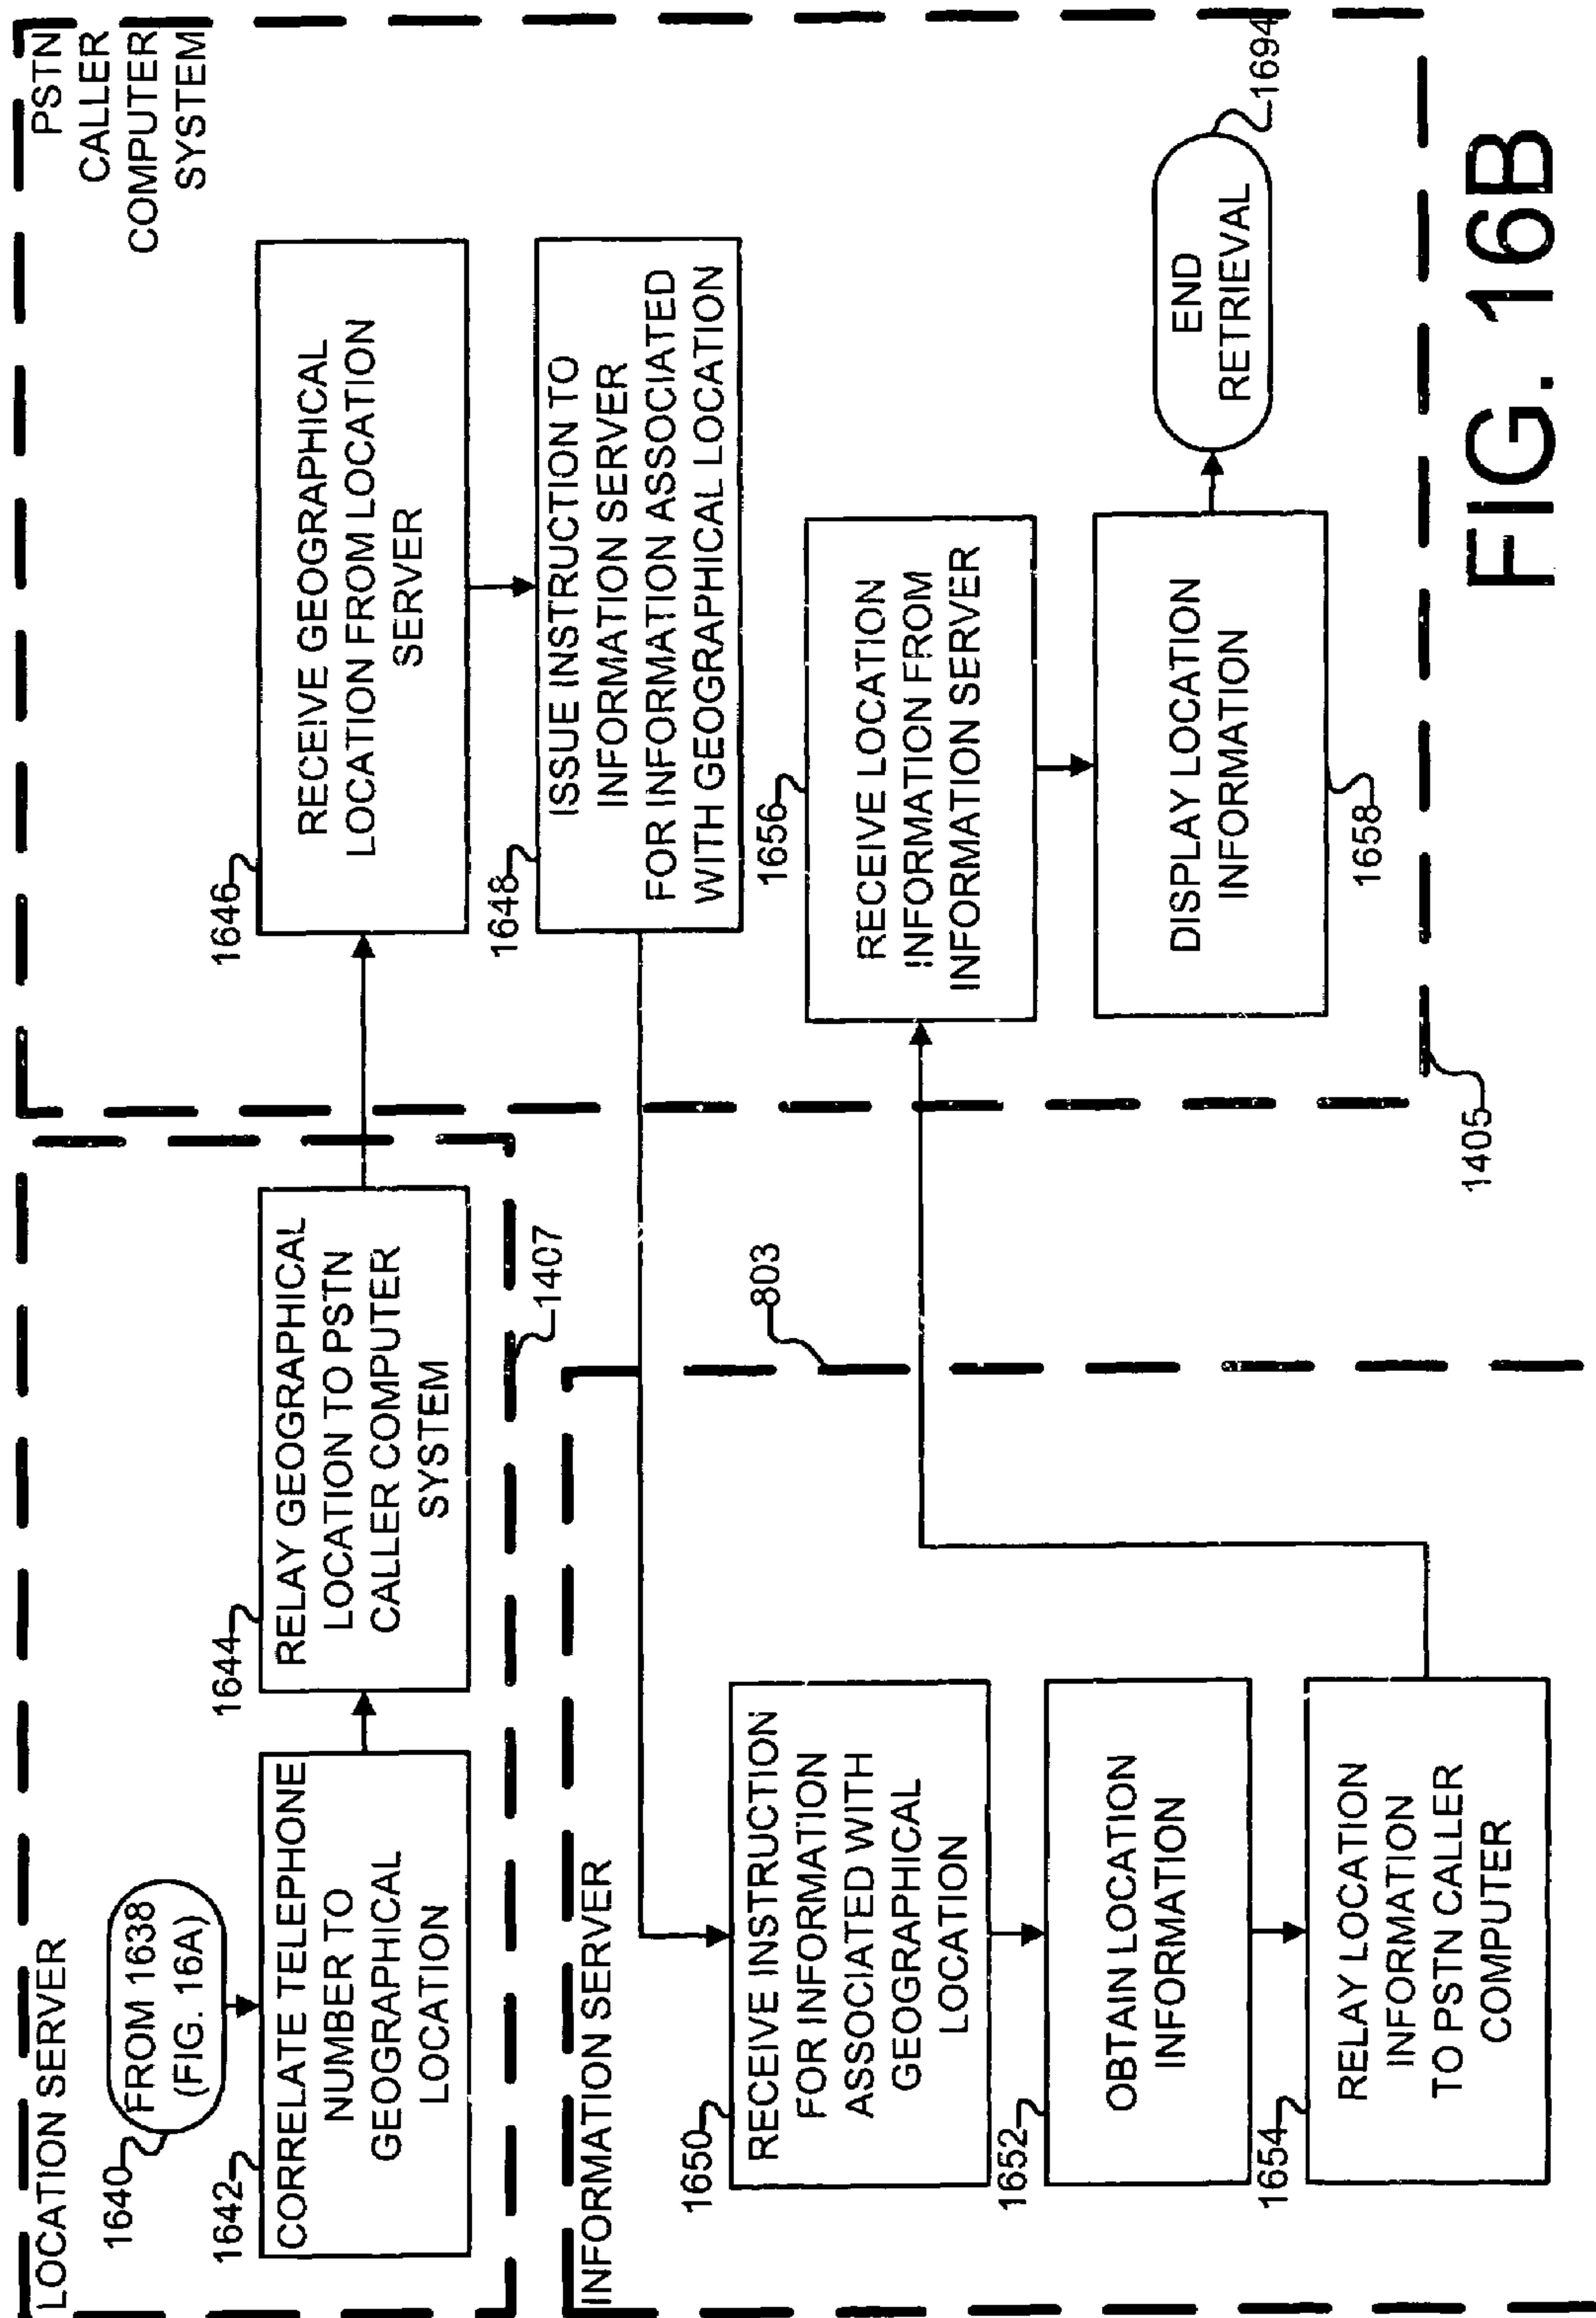 LOCATION SERVER
1640
FROM 1638
(FIG. 16A)
1642
CORRELATE TELEPHONE
NUMBER TO
GEOGRAPHICAL
LOCATION
1644
RELAY GEOGRAPHICAL
LOCATION TO PSTN
CALLER COMPUTER
SYSTEM
1407
PSTN
CALLER
COMPUTER
SYSTEM
1646
RECEIVE GEOGRAPHICAL
LOCATION FROM LOCATION
SERVER
1648
ISSUE INSTRUCTION TO
INFORMATION SERVER
FOR INFORMATION ASSOCIATED
WITH GEOGRAPHICAL LOCATION
INFORMATION SERVER
803
1650
RECEIVE INSTRUCTION
FOR INFORMATION
ASSOCIATED WITH
GEOGRAPHICAL
LOCATION
1652
OBTAIN LOCATION
INFORMATION
1654
RELAY LOCATION
INFORMATION
TO PSTN CALLER
COMPUTER
1656
RECEIVE LOCATION
INFORMATION FROM
INFORMATION SERVER
DISPLAY LOCATION
INFORMATION
1658
END
RETRIEVAL
1694
1405
FIG. 16B